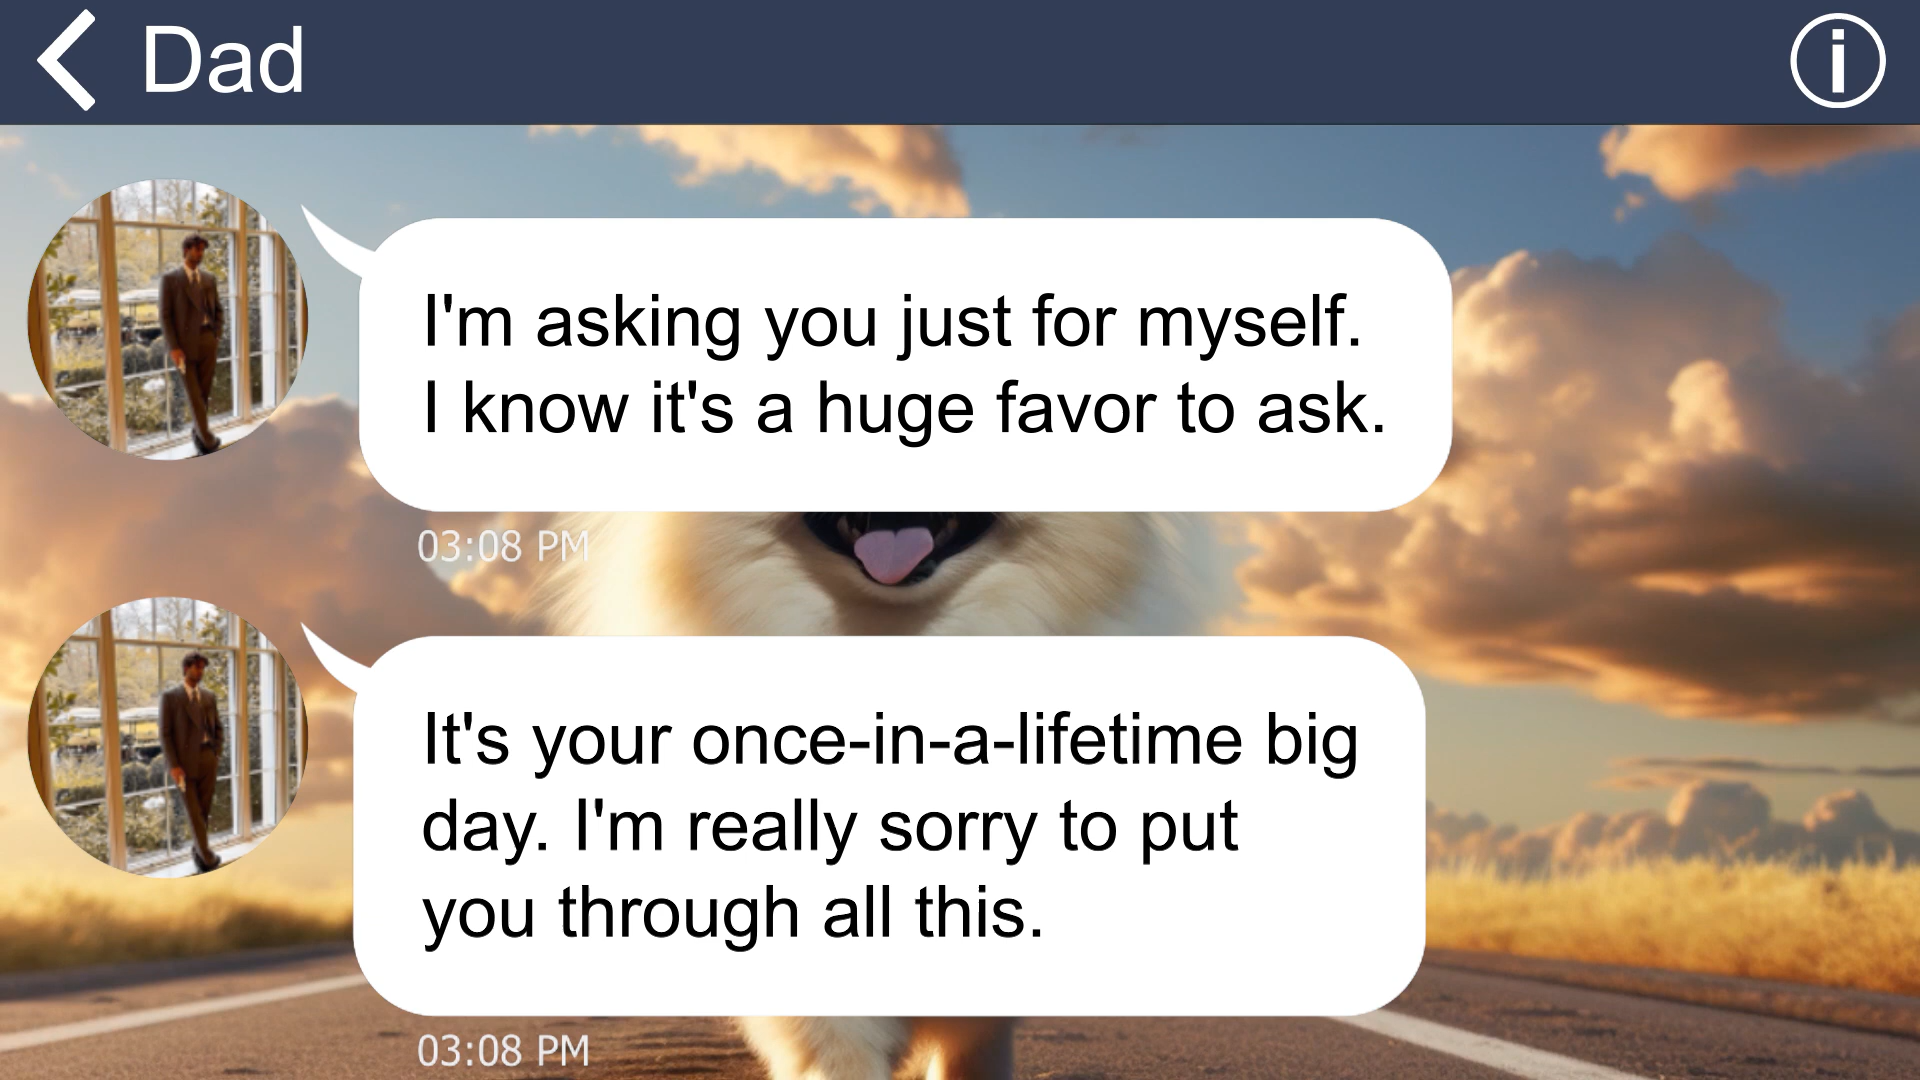 Dad
I'm asking you just for myself.
I know it's a huge favor to ask.
03:08 PM
It's your once-in-a-lifetime big
day. I'm really sorry to put
you through all this.
03:08 PM